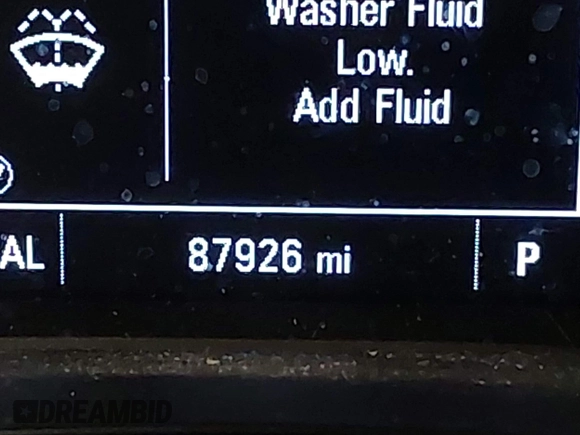 Washer Fluid
Low.
Add Fluid
AL
87926 mi
P
DREAMBID